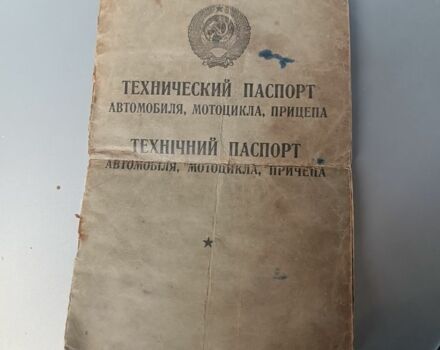 ТЕХНИЧЕСКИЙ ПАСПОРТ
АВТОМОБИЛЯ, МОТОЦИКЛА, ПРИЦЕПА
ТЕХНІЧНИЙ ПАСПОРТ
АВТОМОБІЛЯ, МОТОЦИКЛА, ПРИЧЕПА